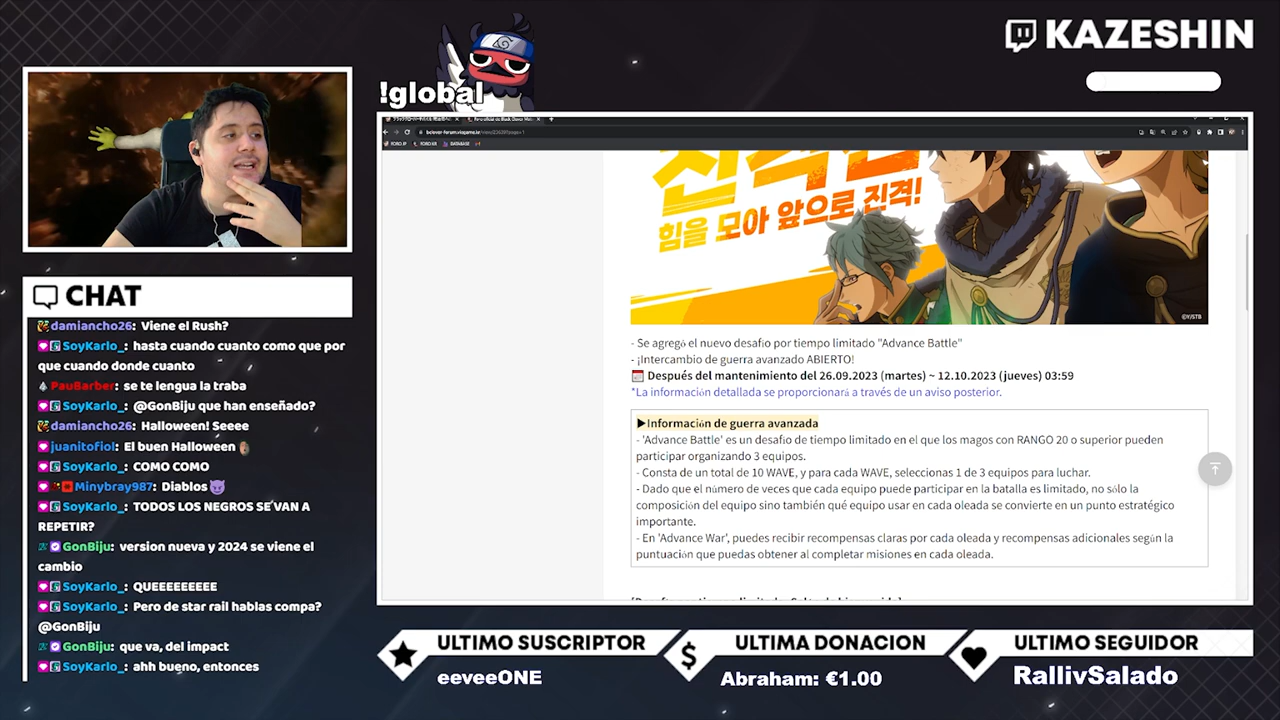 KAZESHIN
!global
CHAT
damiancho26: Viene el Rush?
SoyKarlo_: hasta cuando cuanto como que por
que cuando donde cuanto
PauBarber: se te lengua la traba
SoyKarlo_: @GonBiju que han enseñado?
damiancho26: Halloween! Seeee
juanitofiol: El buen Halloween
SoyKarlo_: COMO COMO
Minybray987: Diablos
SoyKarlo_: TODOS LOS NEGROS SE VAN A
REPETIR?
GonBiju: version nueva y 2024 se viene el
cambio
SoyKarlo_: QUEEEEEEEEE
SoyKarlo_: Pero de star rail hablas compa?
@GonBiju
GonBiju: que va, del impact
SoyKarlo_: ahh bueno, entonces
FORO JP FORO KR DATABASE
힘을 모아 앞으로 진격!
©Y/STB
- Se agregó el nuevo desafío por tiempo limitado "Advance Battle"
- ¡Intercambio de guerra avanzado ABIERTO!
Después del mantenimiento del 26.09.2023 (martes) ~ 12.10.2023 (jueves) 03:59
*La información detallada se proporcionará a través de un aviso posterior.
▶Información de guerra avanzada
- 'Advance Battle' es un desafío de tiempo limitado en el que los magos con RANGO 20 o superior pueden
participar organizando 3 equipos.
- Consta de un total de 10 WAVE, y para cada WAVE, seleccionas 1 de 3 equipos para luchar.
- Dado que el número de veces que cada equipo puede participar en la batalla es limitado, no sólo la
composición del equipo sino también qué equipo usar en cada oleada se convierte en un punto estratégico
importante.
- En 'Advance War', puedes recibir recompensas claras por cada oleada y recompensas adicionales según la
puntuación que puedas obtener al completar misiones en cada oleada.
ULTIMO SUSCRIPTOR
eeveeONE
ULTIMA DONACION
Abraham: €1.00
ULTIMO SEGUIDOR
RallivSalado